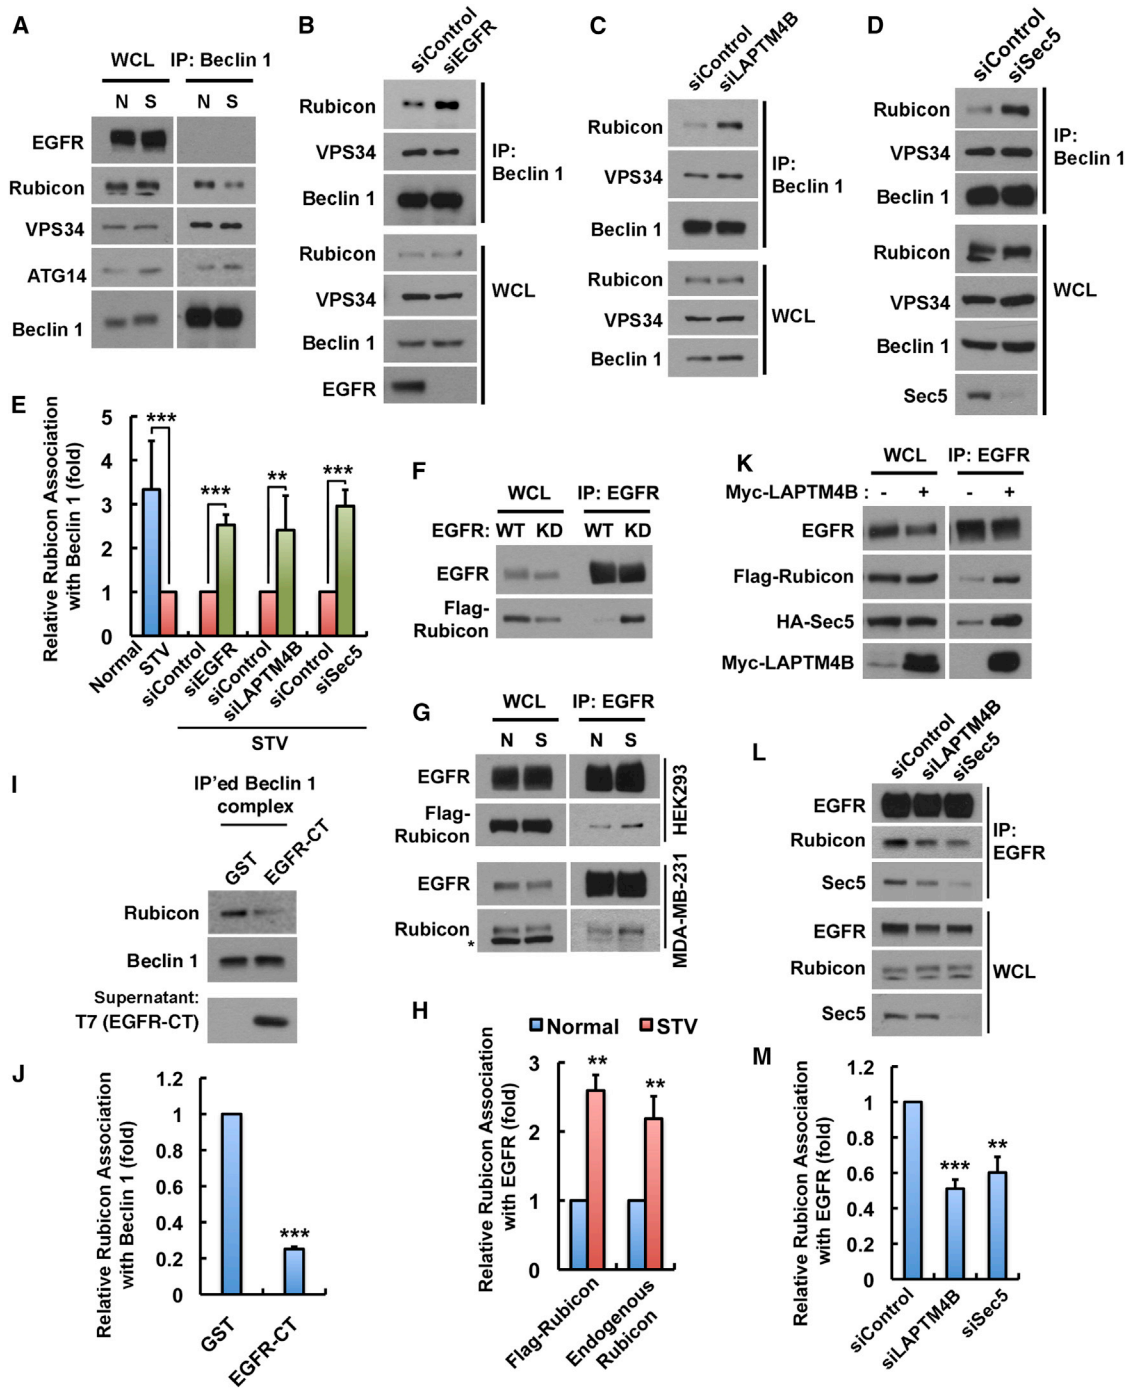 A
WCL IP: Beclin 1
N S N S
EGFR
Rubicon
VPS34
ATG14
Beclin 1
B
siControl
siEGFR
Rubicon
VPS34
Beclin 1
IP:
Beclin 1
Rubicon
VPS34
Beclin 1
EGFR
WCL
C
siControl
siLAPTM4B
Rubicon
VPS34
Beclin 1
IP:
Beclin 1
Rubicon
VPS34
Beclin 1
WCL
D
siControl
siSec5
Rubicon
VPS34
Beclin 1
IP:
Beclin 1
Rubicon
VPS34
Beclin 1
Sec5
WCL
E
Relative Rubicon Association
with Beclin 1 (fold)
5
4
3
2
1
0
*** *** ** ***
Normal
STV
siControl
siEGFR
siControl
siLAPTM4B
siControl
siSec5
STV
F
WCL IP: EGFR
EGFR: WT KD WT KD
EGFR
Flag-
Rubicon
G
WCL IP: EGFR
N S N S
EGFR
Flag-
Rubicon
HEK293
EGFR
Rubicon
*
MDA-MB-231
H
Normal STV
Relative Rubicon Association
with EGFR (fold)
3
2
1
0
** **
Flag-Rubicon
Endogenous
Rubicon
I
IP'ed Beclin 1
complex
GST
EGFR-CT
Rubicon
Beclin 1
Supernatant:
T7 (EGFR-CT)
J
Relative Rubicon Association
with Beclin 1 (fold)
1.2
1
0.8
0.6
0.4
0.2
0
***
GST
EGFR-CT
K
WCL IP: EGFR
Myc-LAPTM4B : - + - +
EGFR
Flag-Rubicon
HA-Sec5
Myc-LAPTM4B
L
siControl
siLAPTM4B
siSec5
EGFR
Rubicon
Sec5
IP:
EGFR
EGFR
Rubicon
Sec5
WCL
M
Relative Rubicon Association
with EGFR (fold)
1.2
1
0.8
0.6
0.4
0.2
0
*** **
siControl
siLAPTM4B
siSec5